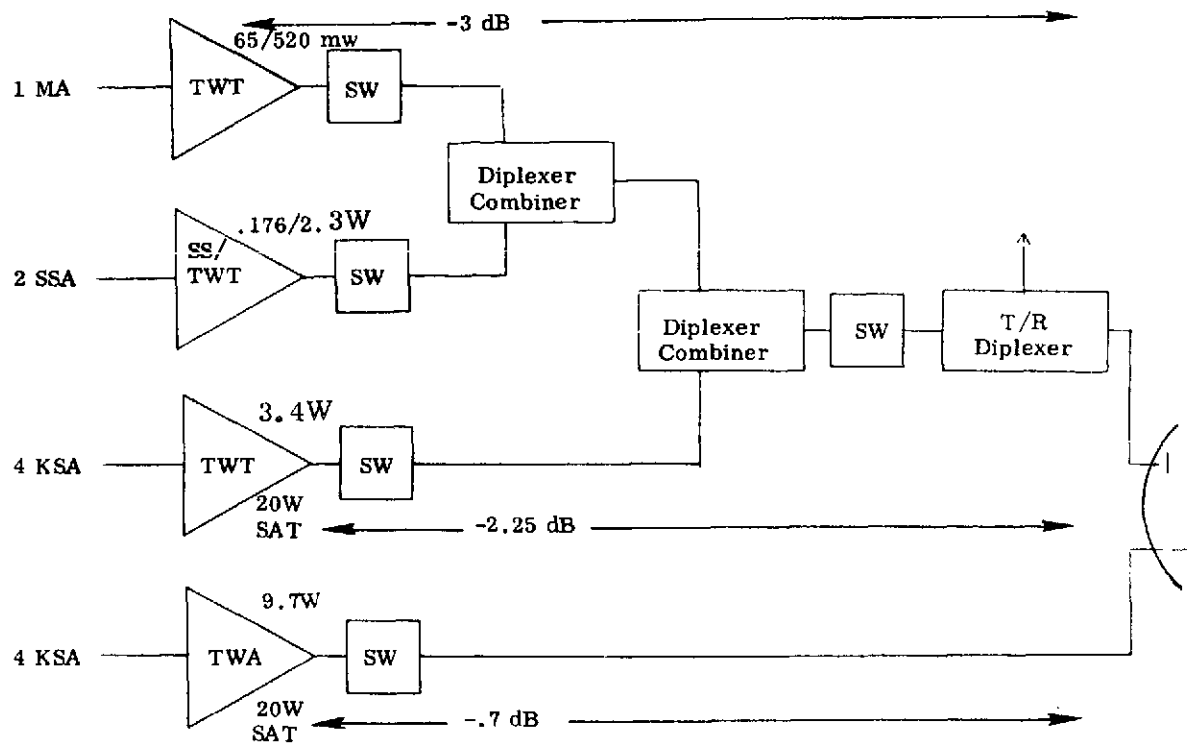 -3 dB
65/520 mw
1 MA
TWT
SW
Diplexer
Combiner
.176/2.3W
2 SSA
SS/
TWT
SW
Diplexer
Combiner
SW
T/R
Diplexer
3.4W
4 KSA
TWT
SW
20W
SAT
-2.25 dB
9.7W
4 KSA
TWA
SW
20W
SAT
-.7 dB